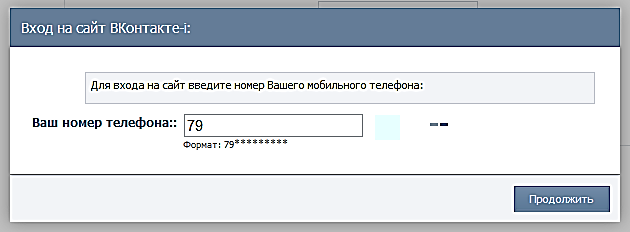 Вход на сайт ВКонтакте-i:
Для входа на сайт введите номер Вашего мобильного телефона:
Ваш номер телефона:: 79
Формат: 79*********
Продолжить